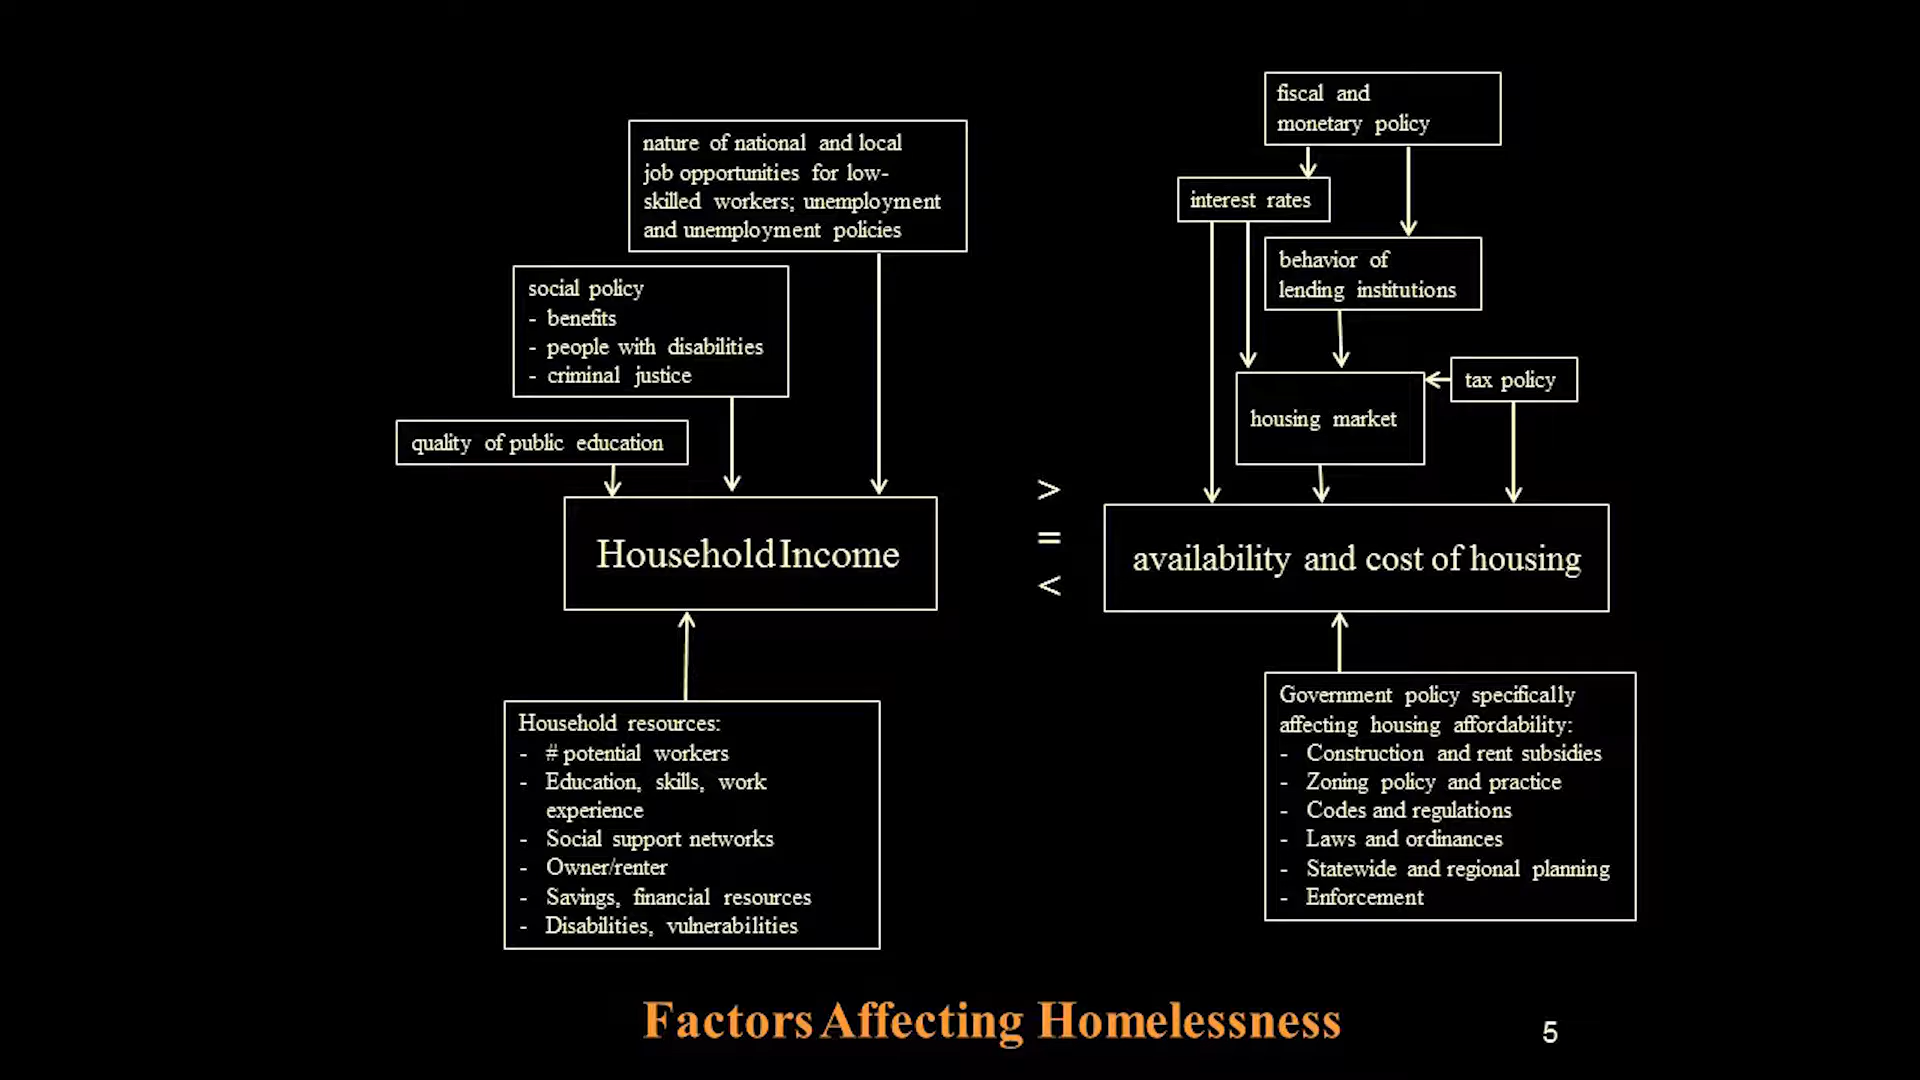 fiscal and
monetary policy
nature of national and local
job opportunities for low-
skilled workers; unemployment
and unemployment policies
interest rates
behavior of
lending institutions
social policy
- benefits
- people with disabilities
- criminal justice
tax policy
housing market
quality of public education
>
=
<
Household Income
availability and cost of housing
Household resources:
- # potential workers
- Education, skills, work
experience
- Social support networks
- Owner/renter
- Savings, financial resources
- Disabilities, vulnerabilities
Government policy specifically
affecting housing affordability:
- Construction and rent subsidies
- Zoning policy and practice
- Codes and regulations
- Laws and ordinances
- Statewide and regional planning
- Enforcement
Factors Affecting Homelessness
5